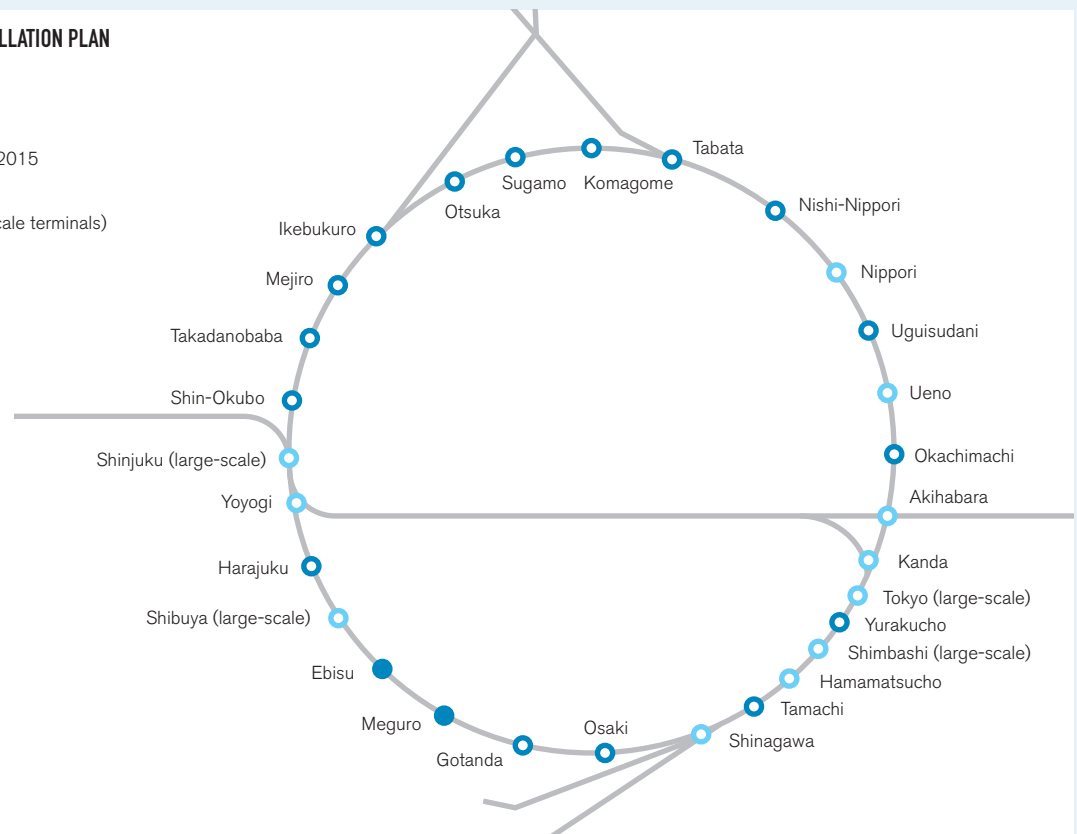 LLATION PLAN
2015
cale terminals)
Tabata
Sugamo
Komagome
Nishi-Nippori
Otsuka
Ikebukuro
Nippori
Mejiro
Uguisudani
Takadanobaba
Ueno
Shin-Okubo
Okachimachi
Shinjuku (large-scale)
Akihabara
Yoyogi
Kanda
Harajuku
Tokyo (large-scale)
Shibuya (large-scale)
Yurakucho
Shimbashi (large-scale)
Ebisu
Hamamatsucho
Tamachi
Meguro
Osaki
Shinagawa
Gotanda